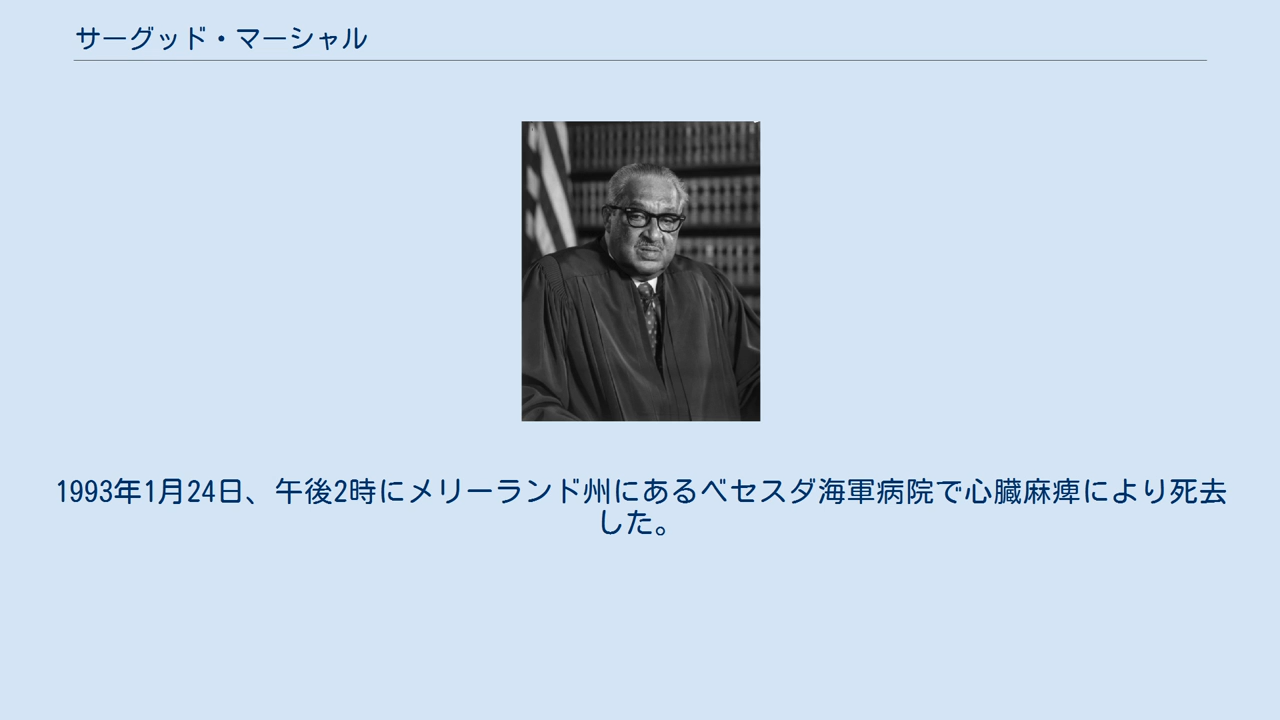 サーグッド・マーシャル
1993年1月24日、午後2時にメリーランド州にあるベセスダ海軍病院で心臓麻痺により死去
した。